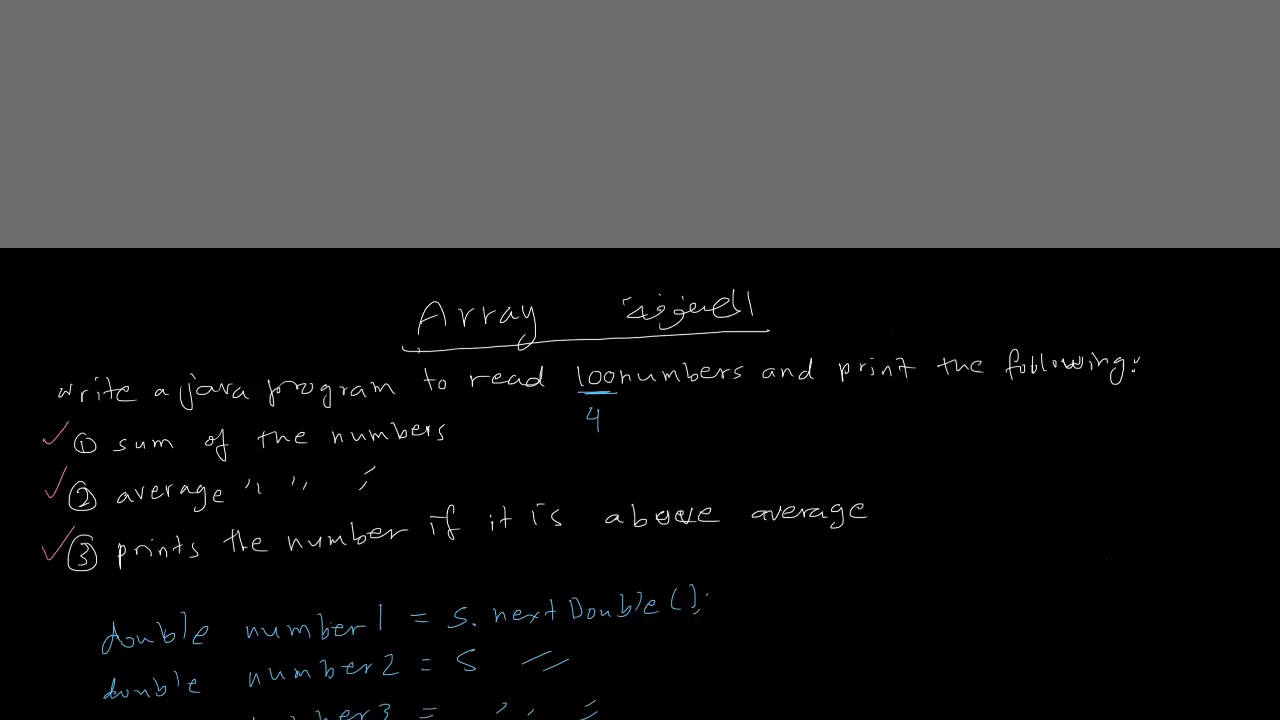 Array المصفوفة
write a java program to read 100 numbers and print the following:
4
① sum of the numbers
② average " " "
③ prints the number if it is above average
double number1 = s.nextDouble();
double number2 = s "
number3 = " " "